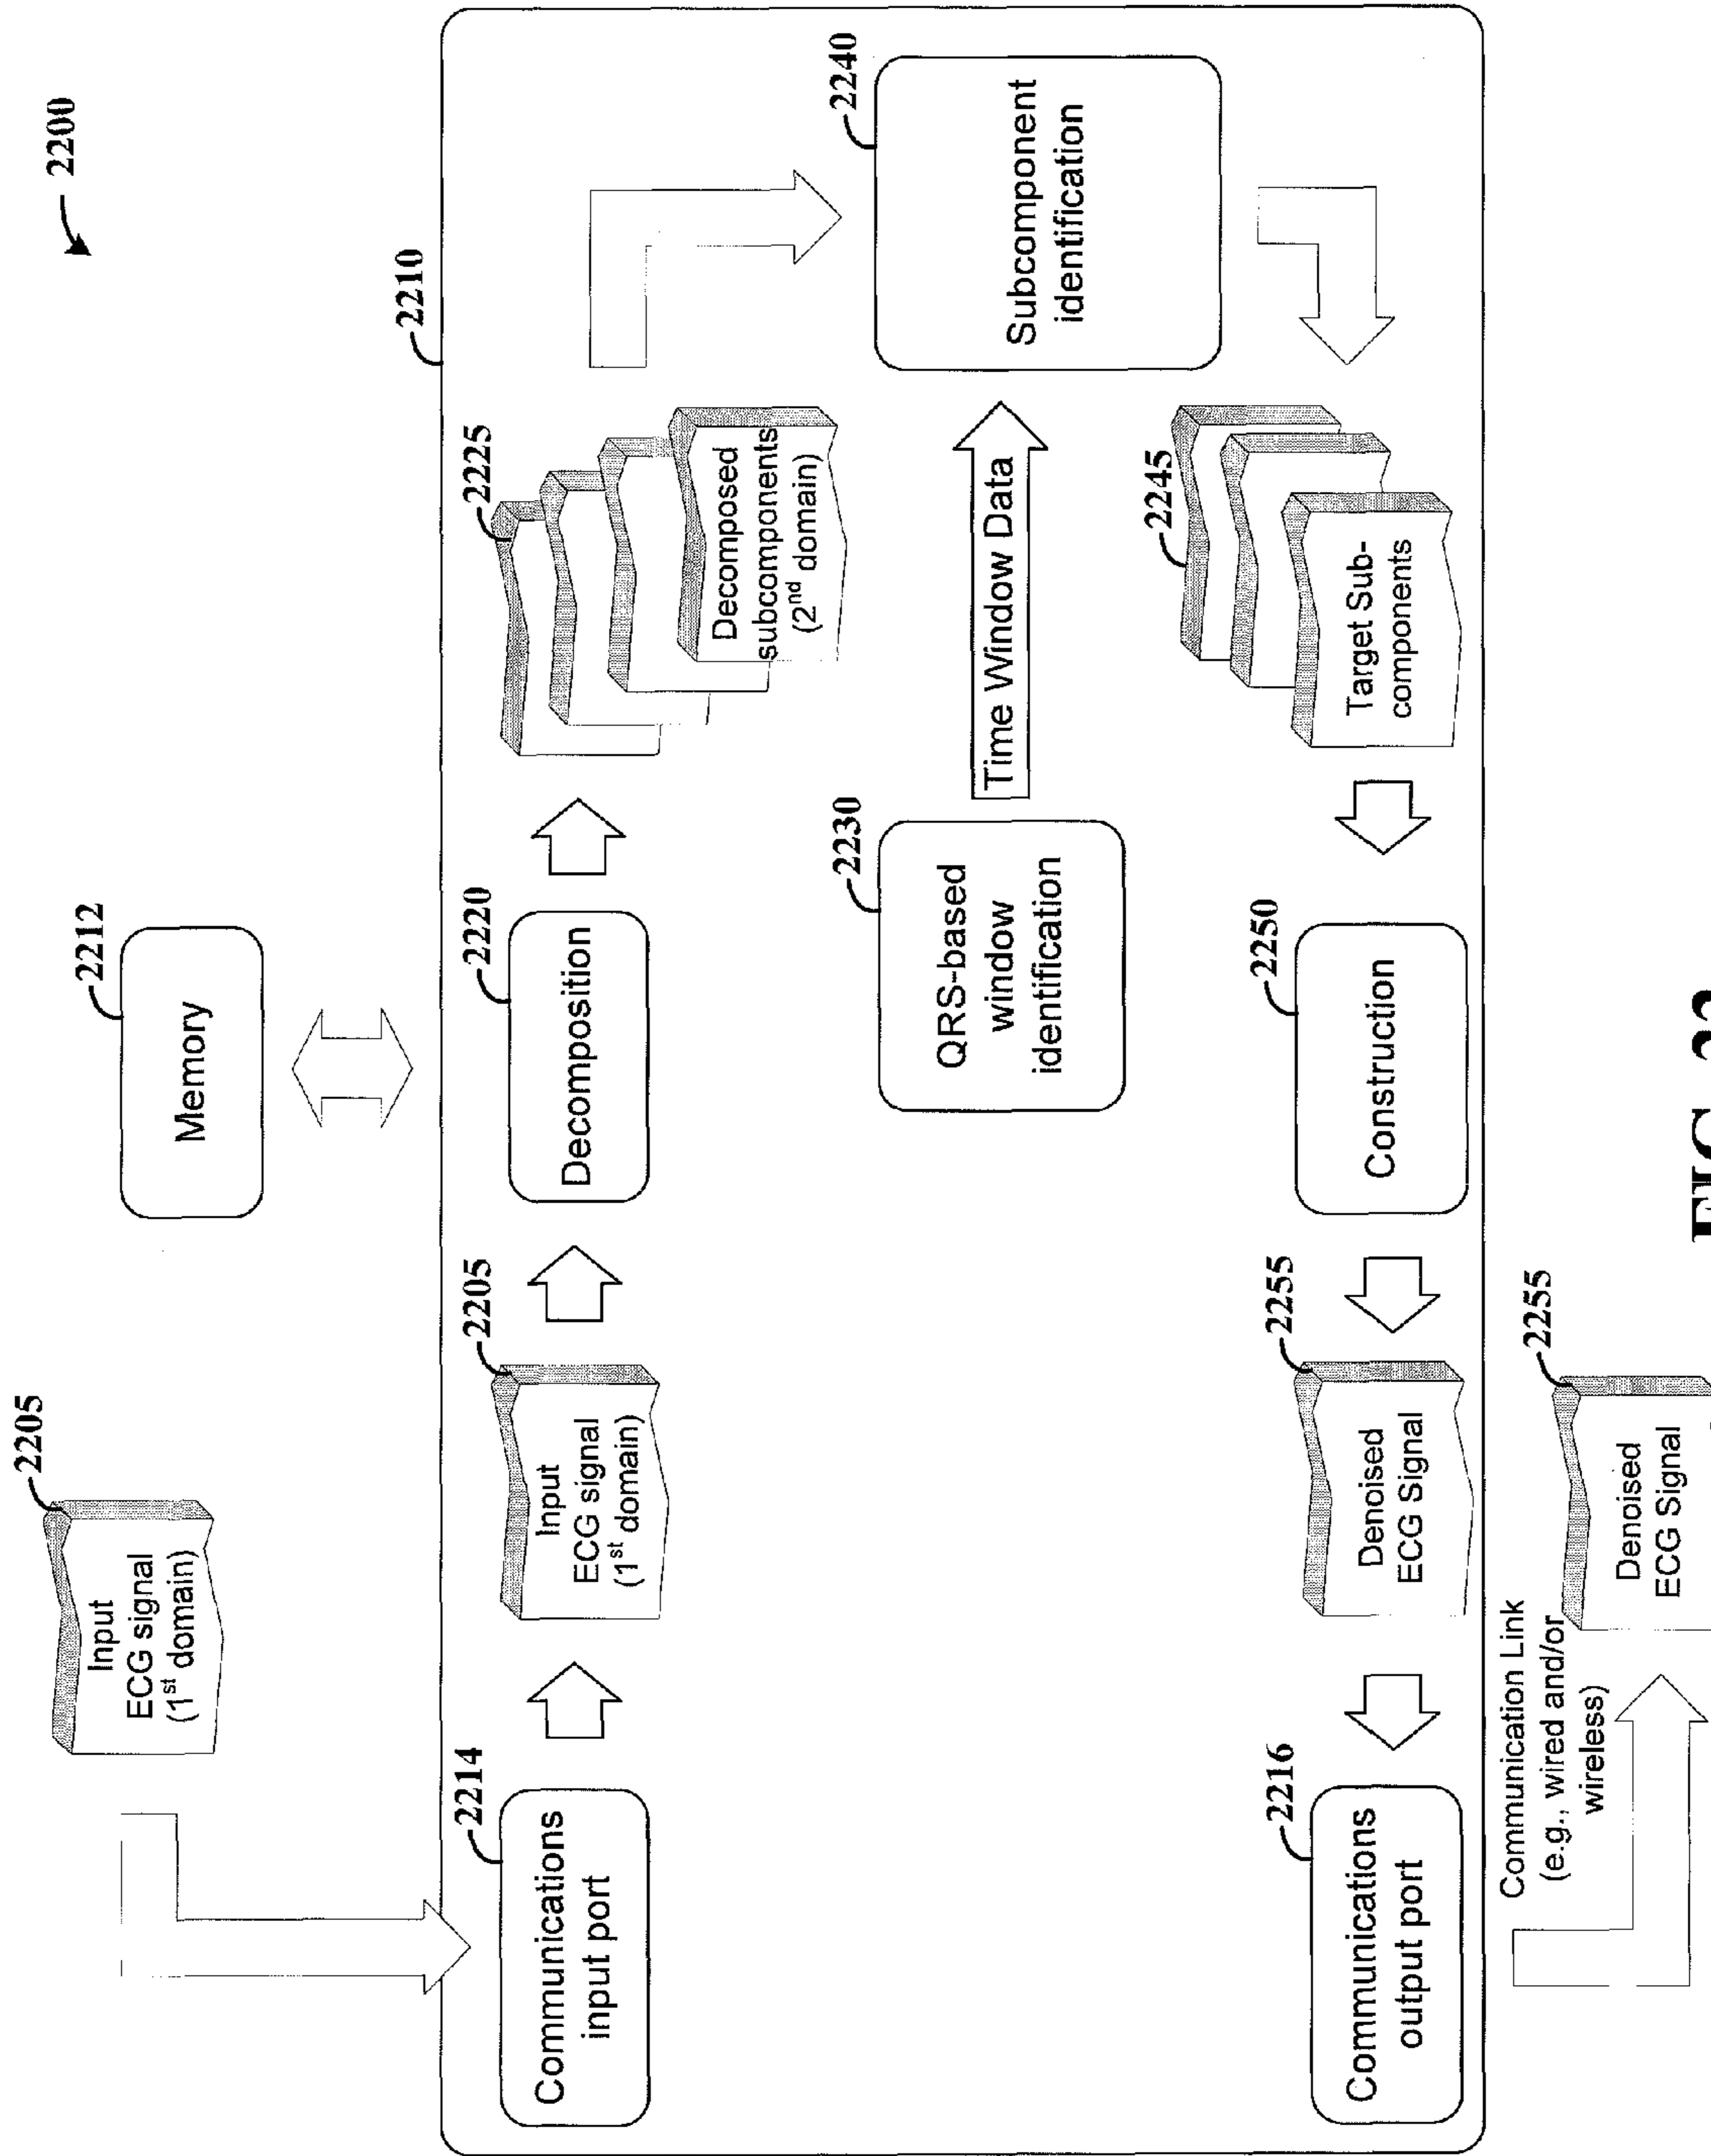 2200
2205
Input
ECG signal
(1st domain)
2212
Memory
2210
2214
Communications
input port
2205
Input
ECG signal
(1st domain)
2220
Decomposition
2225
Decomposed
subcomponents
(2nd domain)
2230
QRS-based
window
identification
Time Window Data
2240
Subcomponent
identification
2245
Target Sub-
components
2250
Construction
2255
Denoised
ECG Signal
2216
Communications
output port
Communication Link
(e.g., wired and/or
wireless)
2255
Denoised
ECG Signal